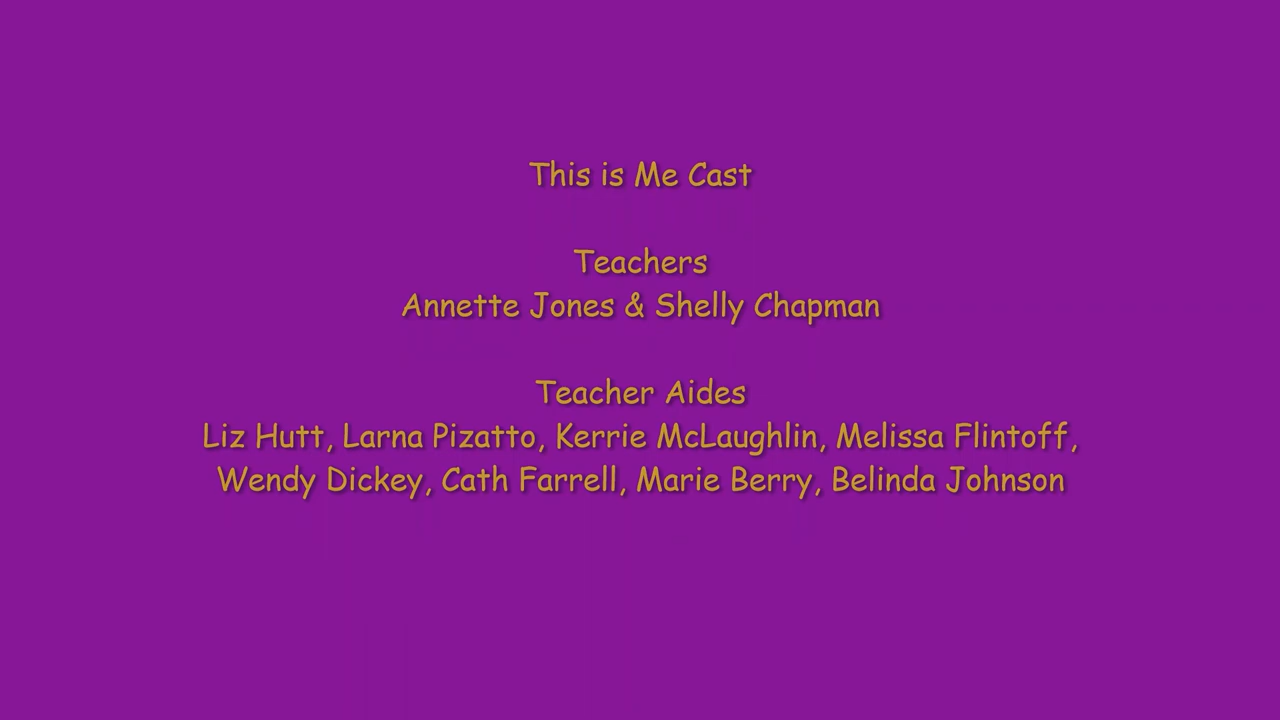 This is Me Cast
Teachers
Annette Jones & Shelly Chapman
Teacher Aides
Liz Hutt, Larna Pizatto, Kerrie McLaughlin, Melissa Flintoff,
Wendy Dickey, Cath Farrell, Marie Berry, Belinda Johnson